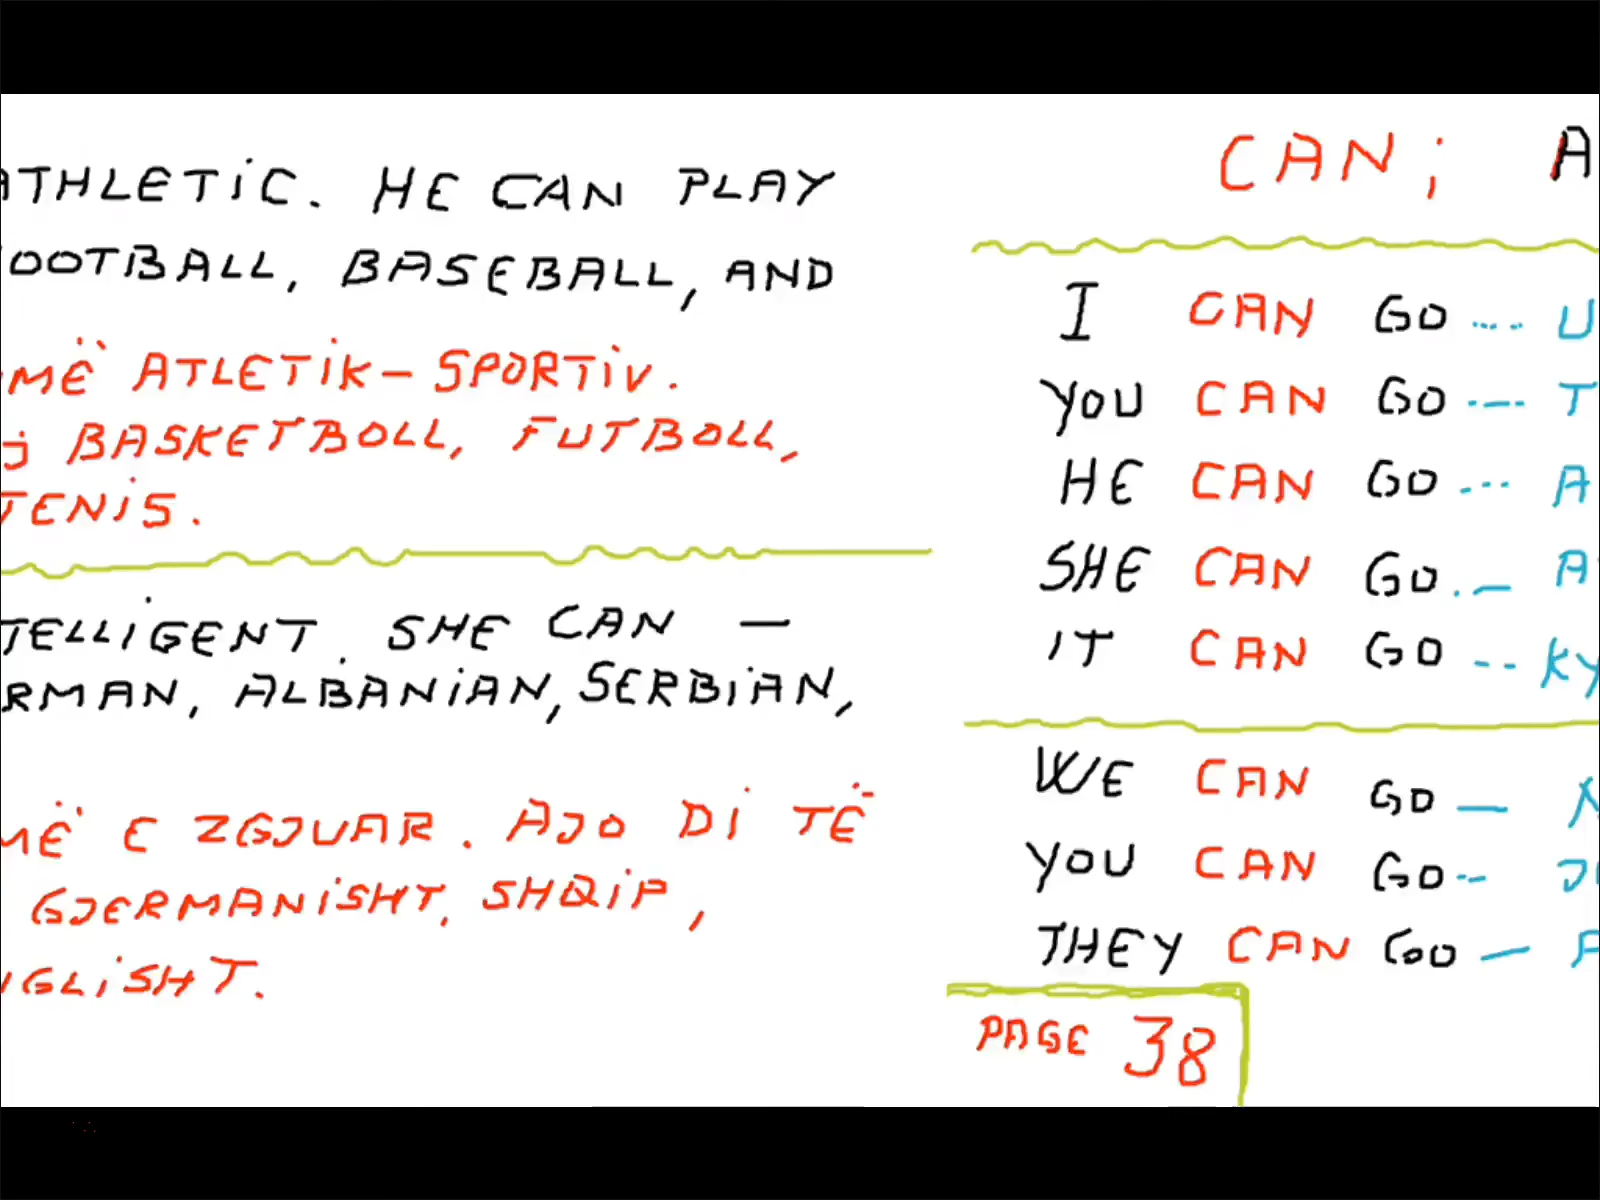 ATHLETIC. HE CAN PLAY
OOTBALL, BASEBALL, AND
MË ATLETIK-SPORTIV.
J BASKETBOLL, FUTBOLL,
TENIS.
TELLIGENT. SHE CAN —
RMAN, ALBANIAN, SERBIAN,
MË E ZGJUAR. AJO DI TË
GJERMANISHT, SHQIP,
NGLISHT.
CAN; A
I CAN GO .... U
YOU CAN GO .-.. T
HE CAN GO -... A
SHE CAN GO .- A
IT CAN GO -- KY
WE CAN GO —
YOU CAN GO -- J
THEY CAN GO — A
PAGE 38